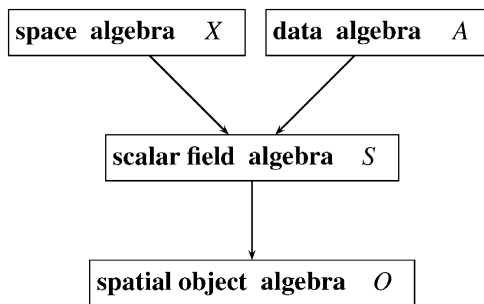 space algebra X
data algebra A
scalar field algebra S
spatial object algebra O